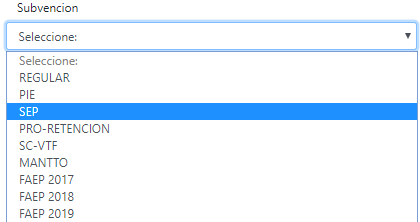 Subvencion
Seleccione:
Seleccione:
REGULAR
PIE
SEP
PRO-RETENCION
SC-VTF
MANTTO
FAEP 2017
FAEP 2018
FAEP 2019